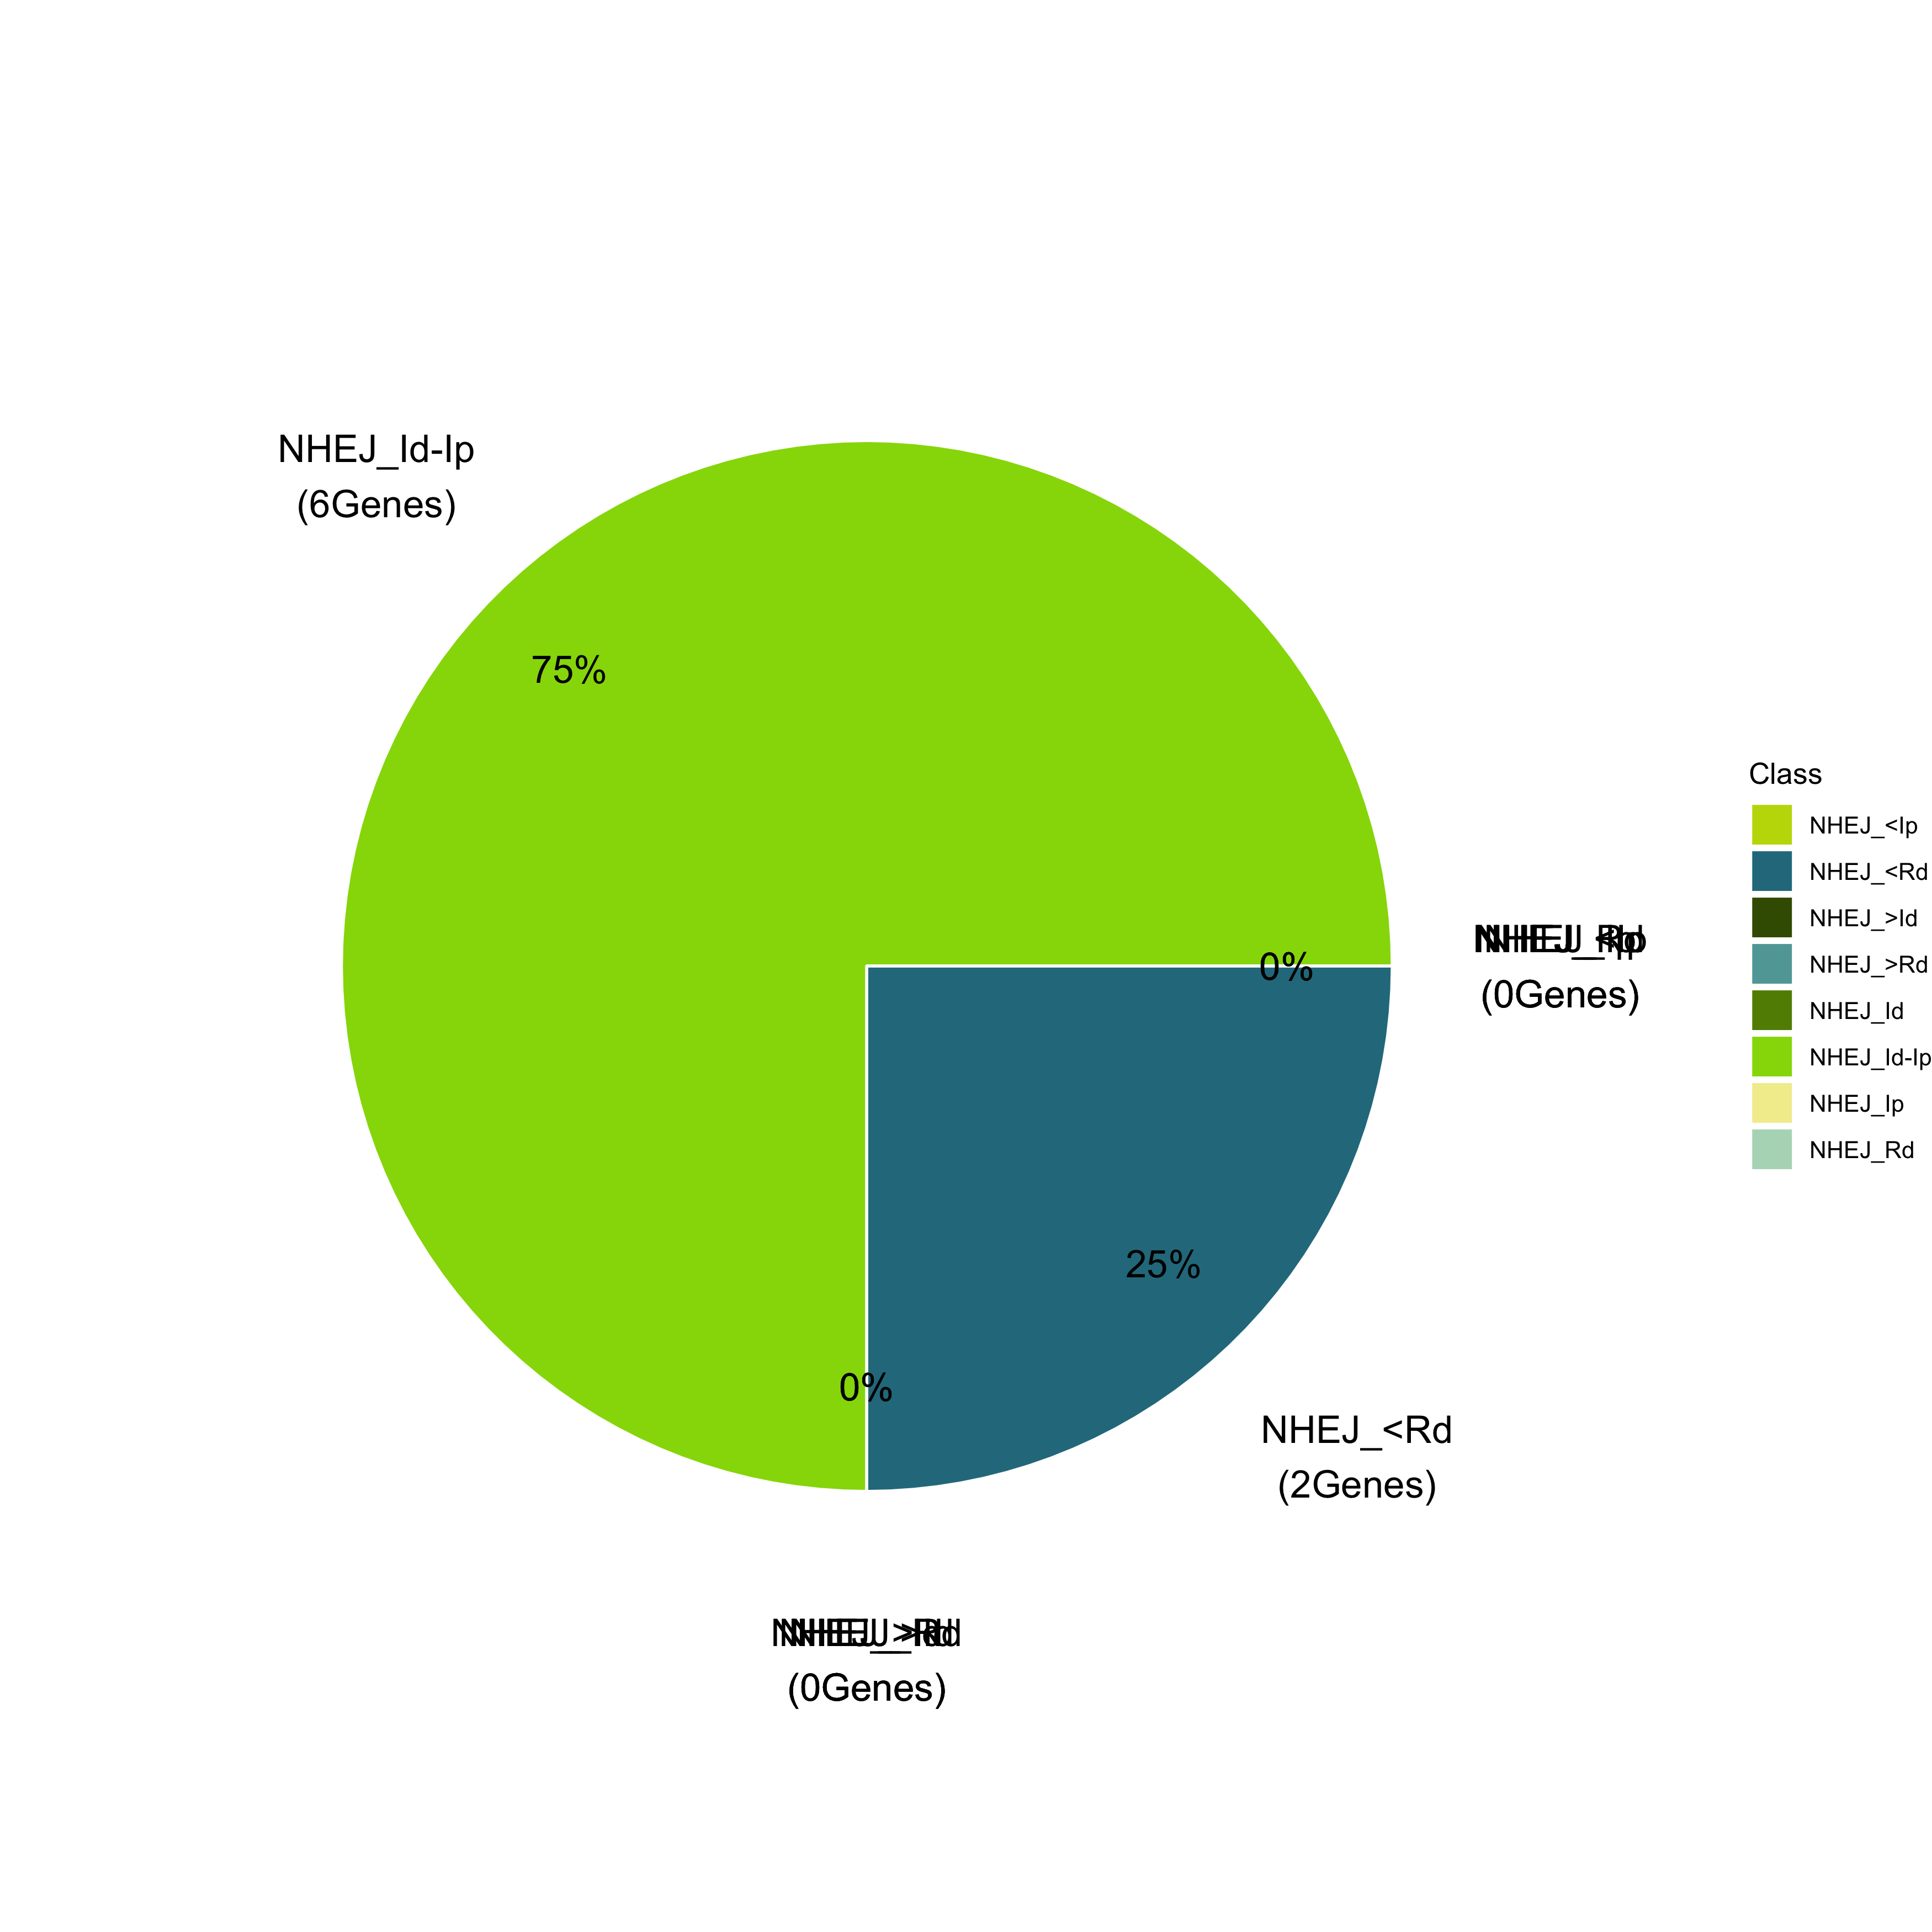 NHEJ_Id-Ip
(6Genes)
75%
0%
(0Genes)
25%
0%
NHEJ_<Rd
(2Genes)
(0Genes)
Class
NHEJ_<Ip
NHEJ_<Rd
NHEJ_>Id
NHEJ_>Rd
NHEJ_Id
NHEJ_Id-Ip
NHEJ_Ip
NHEJ_Rd